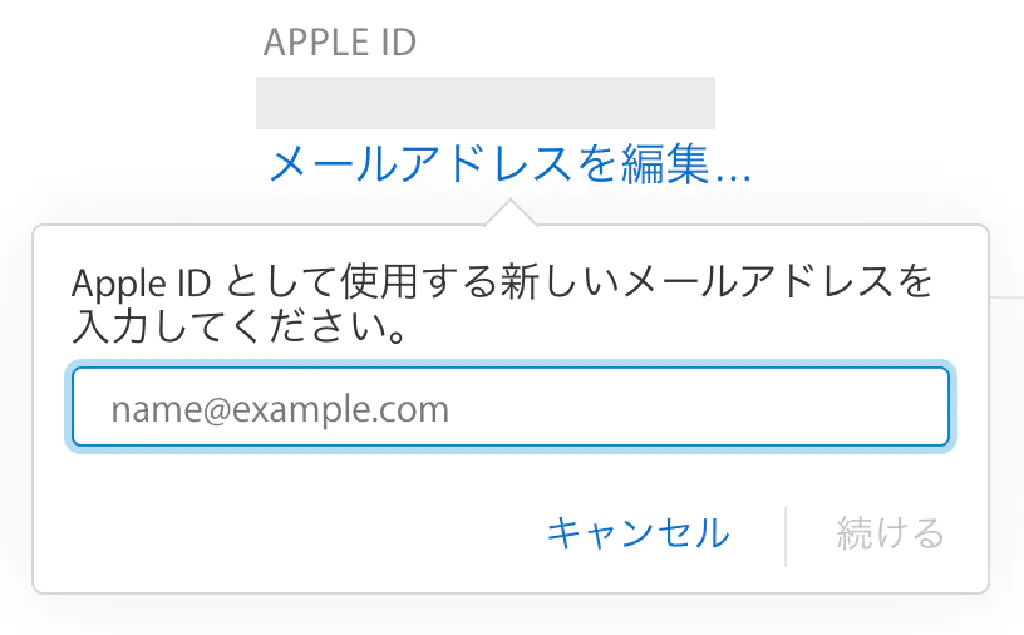 APPLE ID
メールアドレスを編集...
Apple ID として使用する新しいメールアドレスを
入力してください。
name@example.com
キャンセル
続ける